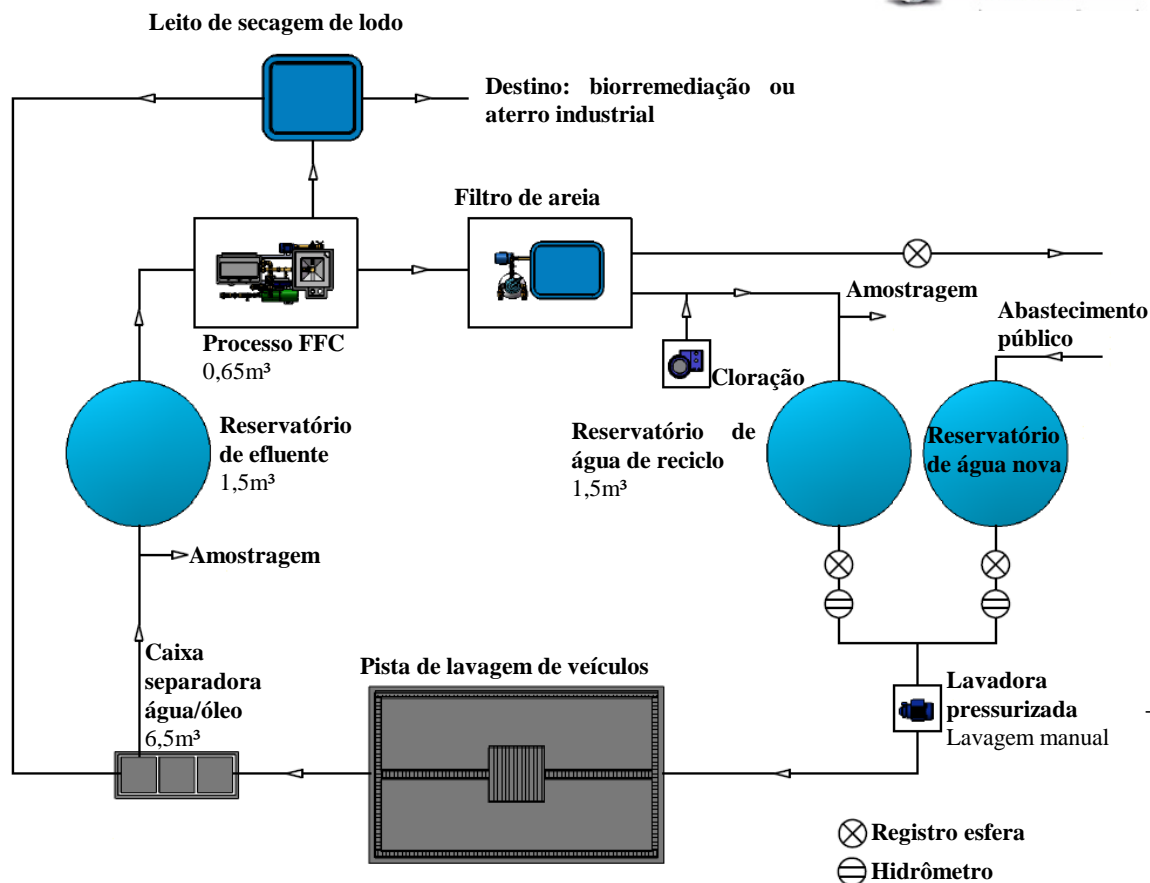 Leito de secagem de lodo
Destino: biorremediação ou
aterro industrial
Filtro de areia
Processo FFC
0,65m³
Amostragem
Abastecimento
público
Cloração
Reservatório
de efluente
1,5m³
Reservatório de
água de reciclo
1,5m³
Reservatório
de água nova
Amostragem
Caixa
separadora
água/óleo
6,5m³
Pista de lavagem de veículos
Lavadora
pressurizada
Lavagem manual
Registro esfera
Hidrômetro